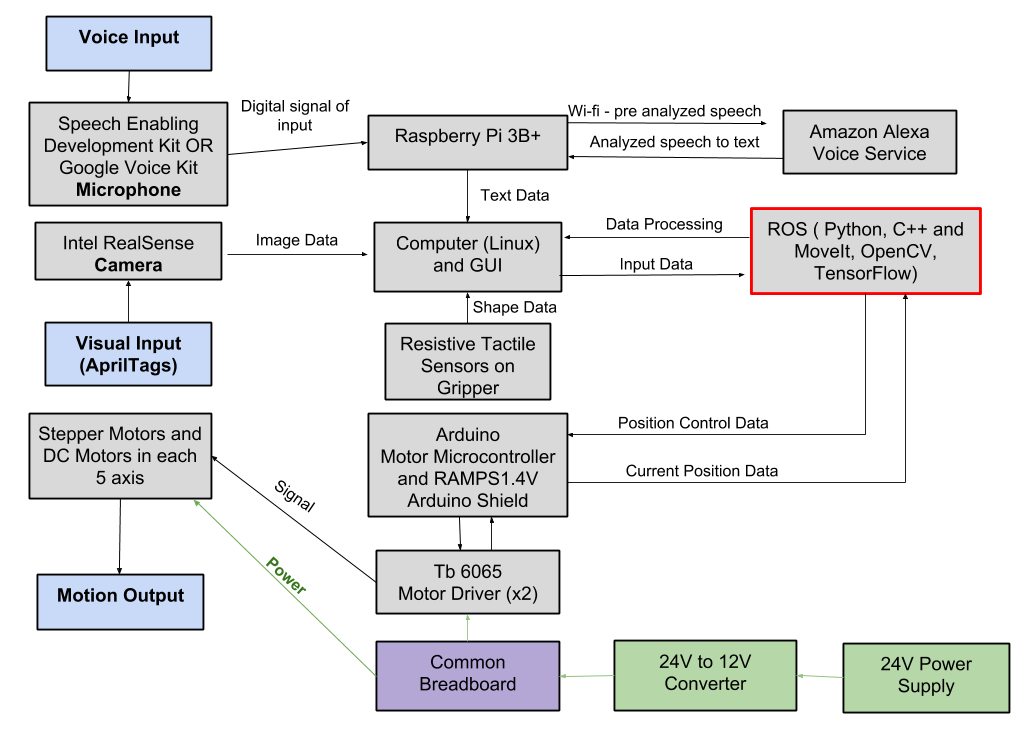 Voice Input
Speech Enabling
Development Kit OR
Google Voice Kit
Microphone
Digital signal of
input
Raspberry Pi 3B+
Wi-fi - pre analyzed speech
Analyzed speech to text
Amazon Alexa
Voice Service
Text Data
Intel RealSense
Camera
Image Data
Computer (Linux)
and GUI
Data Processing
Input Data
ROS ( Python, C++ and
MoveIt, OpenCV,
TensorFlow)
Shape Data
Visual Input
(AprilTags)
Resistive Tactile
Sensors on
Gripper
Stepper Motors and
DC Motors in each
5 axis
Arduino
Motor Microcontroller
and RAMPS1.4V
Arduino Shield
Position Control Data
Current Position Data
Signal
Power
Tb 6065
Motor Driver (x2)
Motion Output
Common
Breadboard
24V to 12V
Converter
24V Power
Supply